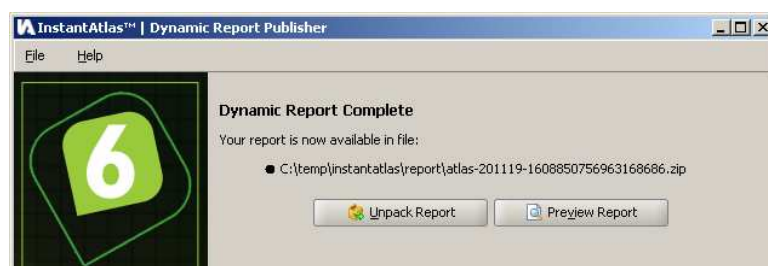 InstantAtlas™ | Dynamic Report Publisher
File Help
6
Dynamic Report Complete
Your report is now available in file:
● C:\temp\instantatlas\report\atlas-201119-1608850756963168686.zip
Unpack Report Preview Report